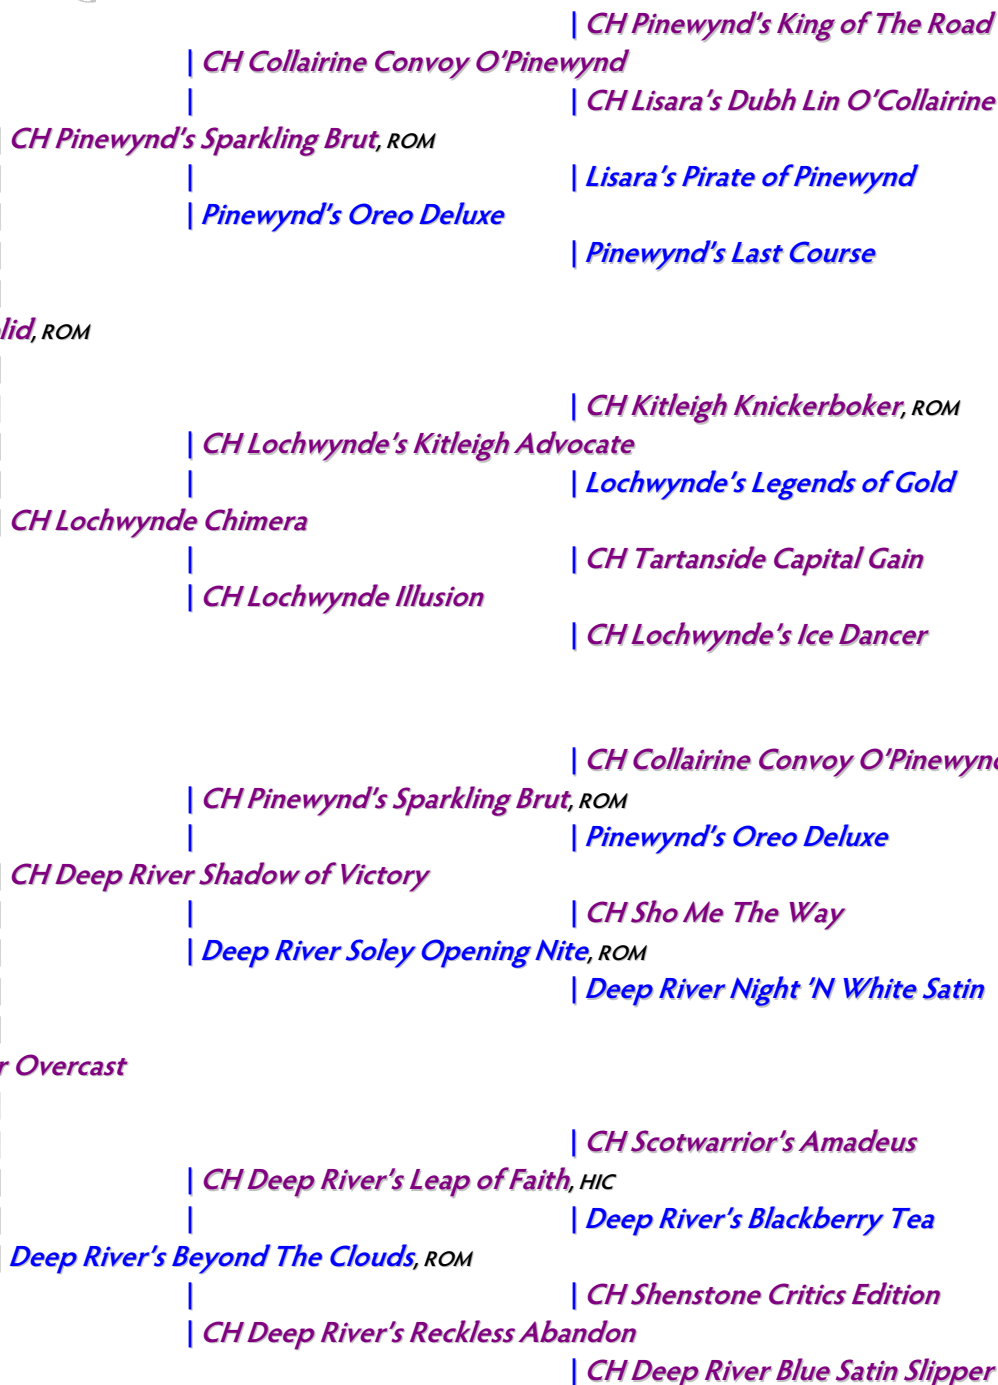 | CH Pinewynd's King of The Road
| CH Collairine Convoy O'Pinewynd
| | CH Lisara's Dubh Lin O'Collairine
CH Pinewynd's Sparkling Brut, ROM
| | Lisara's Pirate of Pinewynd
| Pinewynd's Oreo Deluxe
| Pinewynd's Last Course
lid, ROM
| CH Kitleigh Knickerboker, ROM
| CH Lochwynde's Kitleigh Advocate
| | Lochwynde's Legends of Gold
CH Lochwynde Chimera
| | CH Tartanside Capital Gain
| CH Lochwynde Illusion
| CH Lochwynde's Ice Dancer
| CH Collairine Convoy O'Pinewynd
| CH Pinewynd's Sparkling Brut, ROM
| | Pinewynd's Oreo Deluxe
CH Deep River Shadow of Victory
| | CH Sho Me The Way
| Deep River Soley Opening Nite, ROM
| Deep River Night 'N White Satin
r Overcast
| CH Scotwarrior's Amadeus
| CH Deep River's Leap of Faith, HIC
| | Deep River's Blackberry Tea
Deep River's Beyond The Clouds, ROM
| | CH Shenstone Critics Edition
| CH Deep River's Reckless Abandon
| CH Deep River Blue Satin Slipper